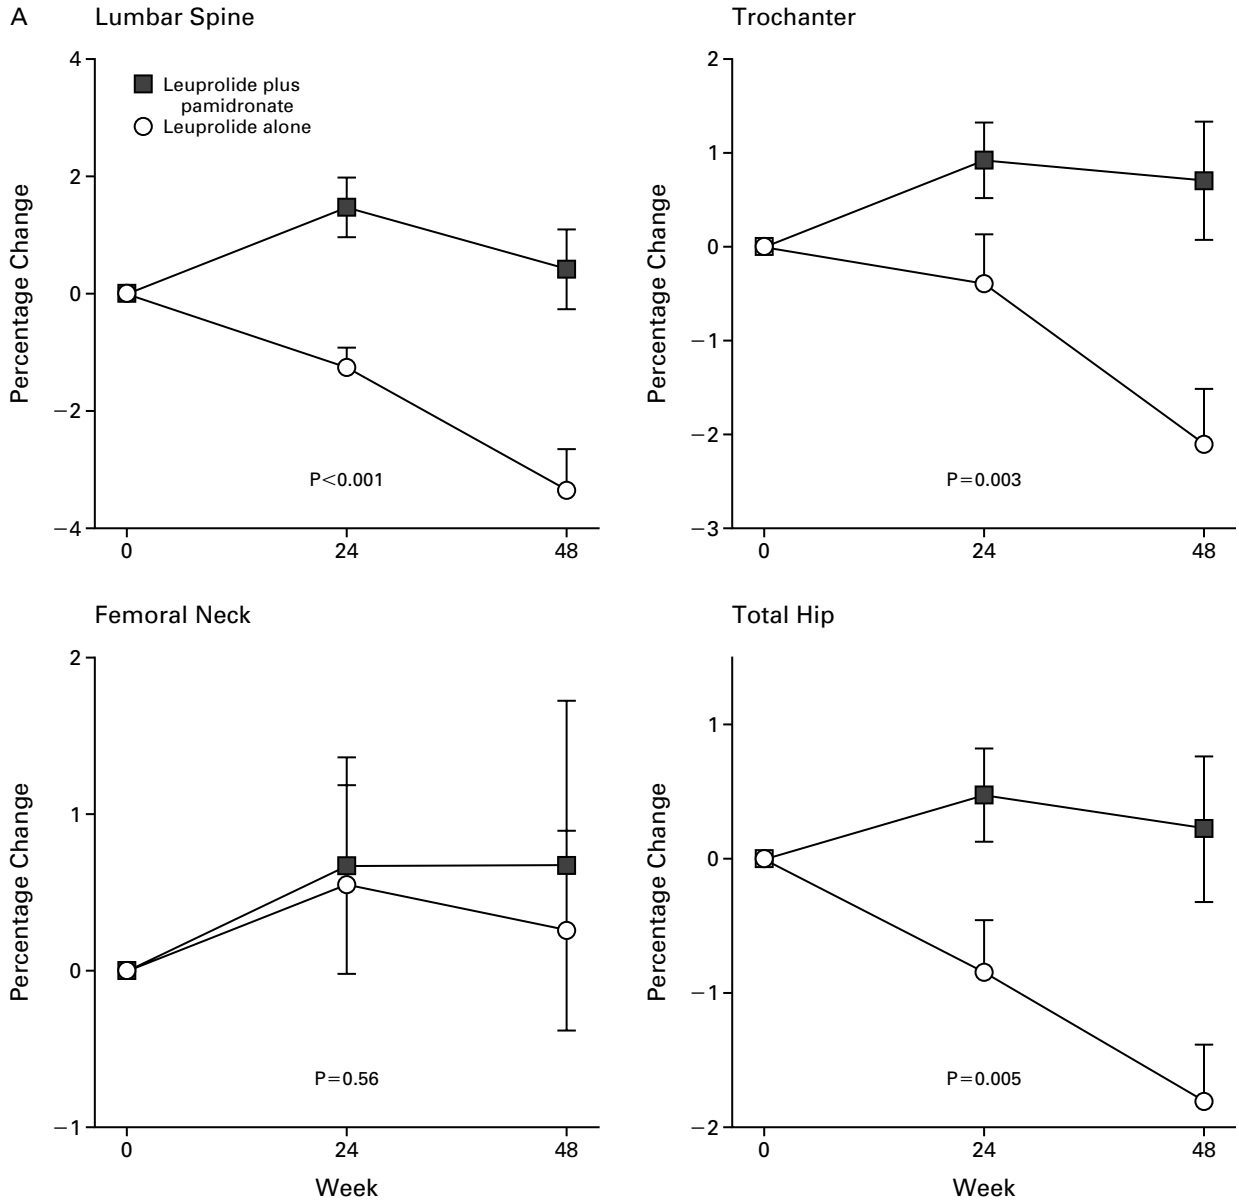 A
Lumbar Spine
4
2
0
−2
−4
Percentage Change
Leuprolide plus
pamidronate
Leuprolide alone
P<0.001
0 24 48
Trochanter
2
1
0
−1
−2
−3
Percentage Change
P=0.003
0 24 48
Femoral Neck
2
1
0
−1
Percentage Change
P=0.56
0 24 48
Week
Total Hip
1
0
−1
−2
Percentage Change
P=0.005
0 24 48
Week